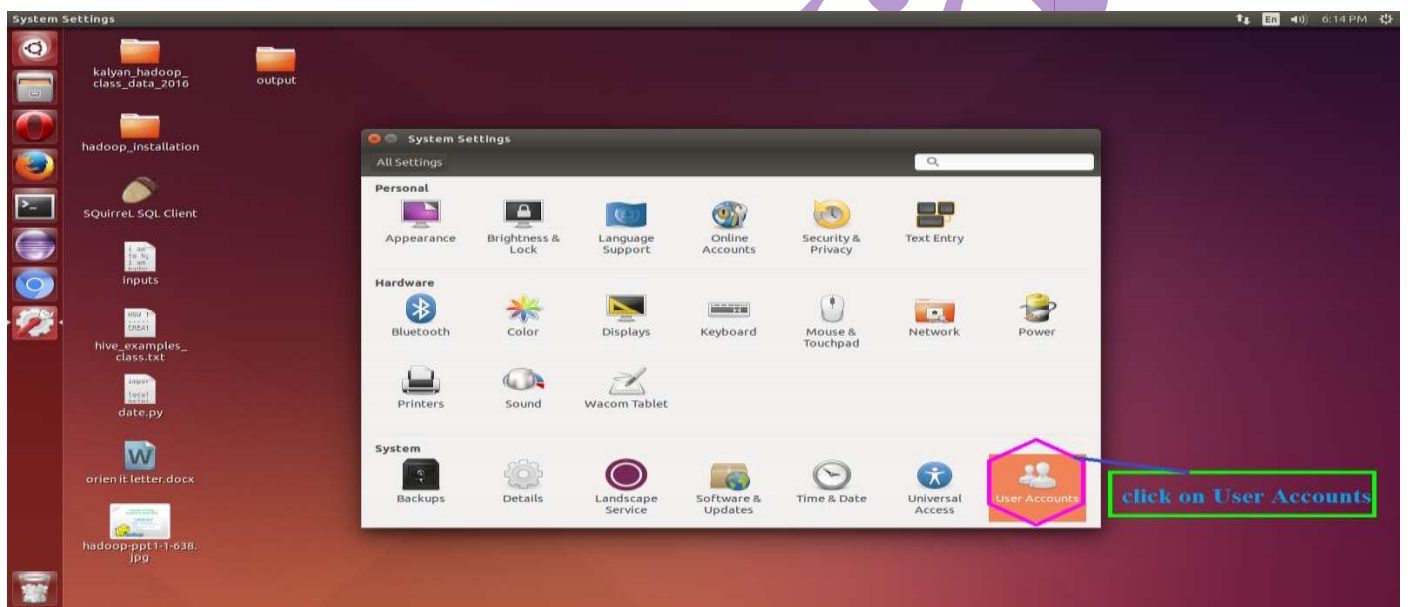 System Settings
En
6:14 PM
kalyan_hadoop_
class_data_2016
output
hadoop_installation
SQuirreL SQL Client
inputs
hive_examples_
class.txt
date.py
orien it letter.docx
hadoop-ppt1-1-638.
jpg
System Settings
All Settings
Personal
Appearance
Brightness &
Lock
Language
Support
Online
Accounts
Security &
Privacy
Text Entry
Hardware
Bluetooth
Color
Displays
Keyboard
Mouse &
Touchpad
Network
Power
Printers
Sound
Wacom Tablet
System
Backups
Details
Landscape
Service
Software &
Updates
Time & Date
Universal
Access
User Accounts
click on User Accounts